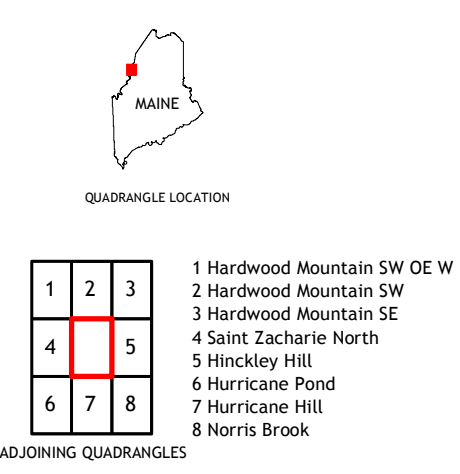 MAINE
QUADRANGLE LOCATION
1 2 3
4 5
6 7 8
ADJOINING QUADRANGLES
1 Hardwood Mountain SW OE W
2 Hardwood Mountain SW
3 Hardwood Mountain SE
4 Saint Zacharie North
5 Hinckley Hill
6 Hurricane Pond
7 Hurricane Hill
8 Norris Brook